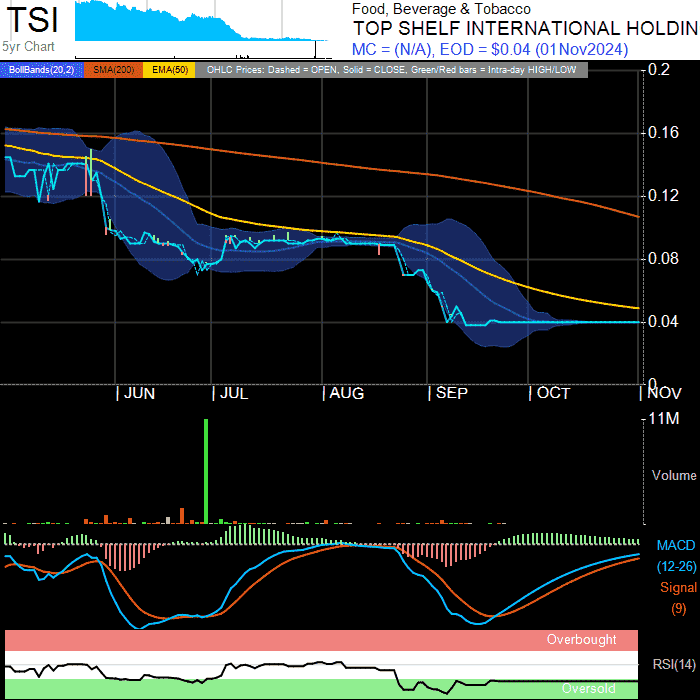 TSI
5yr Chart
Food, Beverage & Tobacco
TOP SHELF INTERNATIONAL HOLDIN
MC = (N/A), EOD = $0.04 (01Nov2024)
BollBands(20,2) SMA(200) EMA(50) OHLC Prices: Dashed = OPEN, Solid = CLOSE, Green/Red bars = Intra-day HIGH/LOW
0.2
0.16
0.12
0.08
0.04
0
| JUN | JUL | AUG | SEP | OCT | NOV
11M
Volume
MACD
(12-26)
Signal
(9)
Overbought
RSI(14)
Oversold